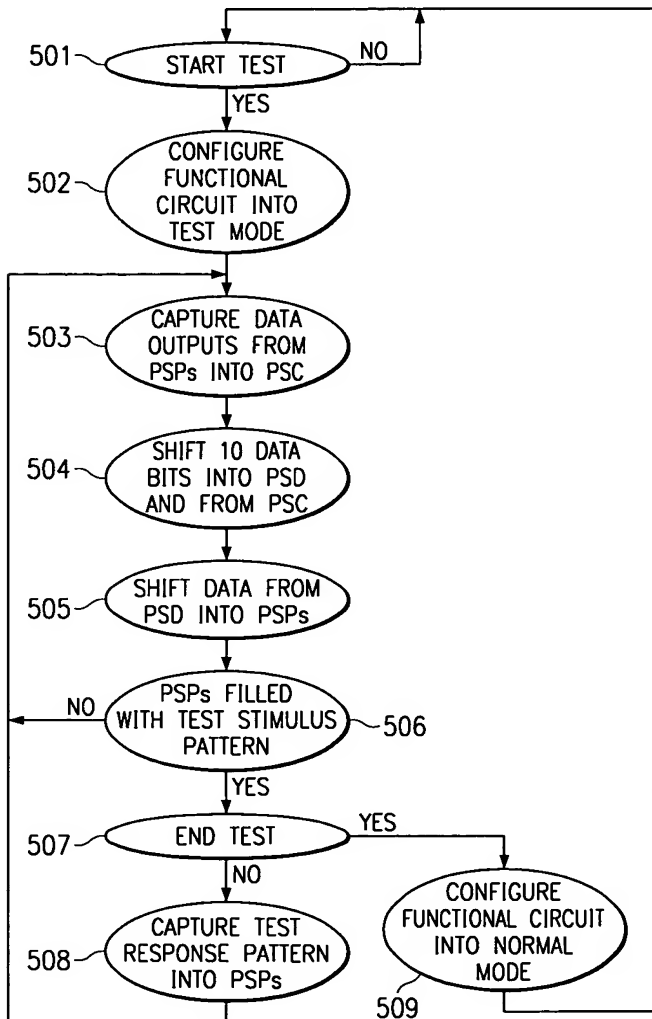 501
START TEST
NO
YES
502
CONFIGURE
FUNCTIONAL
CIRCUIT INTO
TEST MODE
503
CAPTURE DATA
OUTPUTS FROM
PSPs INTO PSC
504
SHIFT 10 DATA
BITS INTO PSD
AND FROM PSC
505
SHIFT DATA FROM
PSD INTO PSPs
NO
PSPs FILLED
WITH TEST STIMULUS
PATTERN
506
YES
507
END TEST
YES
NO
508
CAPTURE TEST
RESPONSE PATTERN
INTO PSPs
CONFIGURE
FUNCTIONAL CIRCUIT
INTO NORMAL
MODE
509